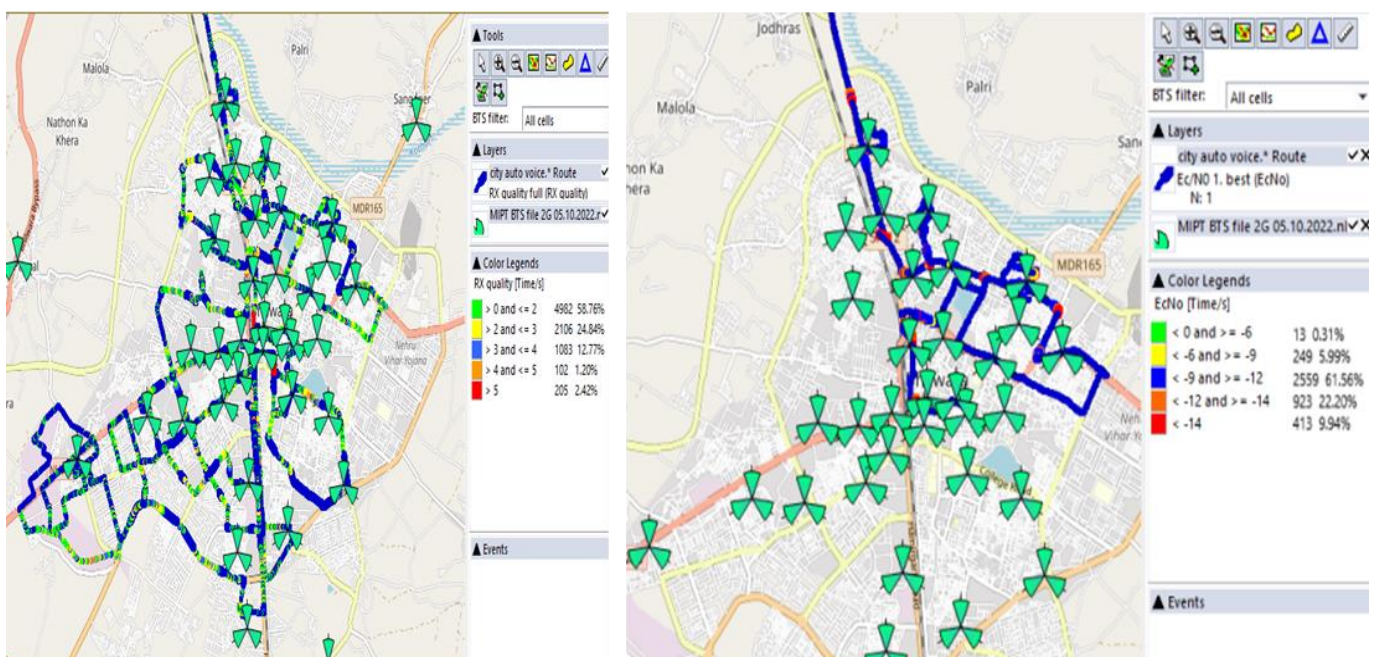 Palri
Malola
Nathon Ka
Khera
MDR165
Nehru
Vihar Yojana
Tools
BTS filter: All cells
Layers
city auto voice.* Route
RX quality full (RX quality)
MIPT BTS file 2G 05.10.2022.
Color Legends
RX quality [Time/s]
> 0 and <= 2 4982 58.76%
> 2 and <= 3 2106 24.84%
> 3 and <= 4 1083 12.77%
> 4 and <= 5 102 1.20%
> 5 205 2.42%
Events
Jodhras
Palri
Malola
hon Ka
hera
San
MDR165
Neh
Vihar Yo
College Road
BTS filter: All cells
Layers
city auto voice.* Route
Ec/N0 1. best (EcNo)
N: 1
MIPT BTS file 2G 05.10.2022.nl
Color Legends
EcNo [Time/s]
< 0 and >= -6 13 0.31%
< -6 and >= -9 249 5.99%
< -9 and >= -12 2559 61.56%
< -12 and >= -14 923 22.20%
< -14 413 9.94%
Events